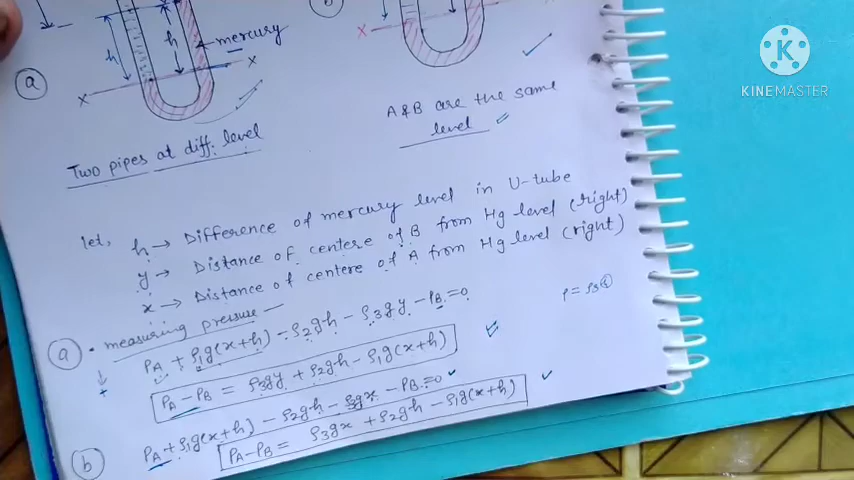 K
KINEMASTER
h
h
mercury
x
x
a
b
x
A & B are the same
level
Two pipes at diff. level
let,
h → Difference of mercury level in U-tube
y → Distance of centere of B from Hg level (right)
x → Distance of centere of A from Hg level (right)
a • measuring pressure —
PA + ρ1g(x+h) - ρ2gh - ρ3gy - PB = 0
PA - PB = ρ3gy + ρ2gh - ρ1g(x+h)
b PA + ρ1g(x+h) - ρ2gh - ρ3gx - PB = 0
PA - PB = ρ3gx + ρ2gh - ρ1g(x+h)